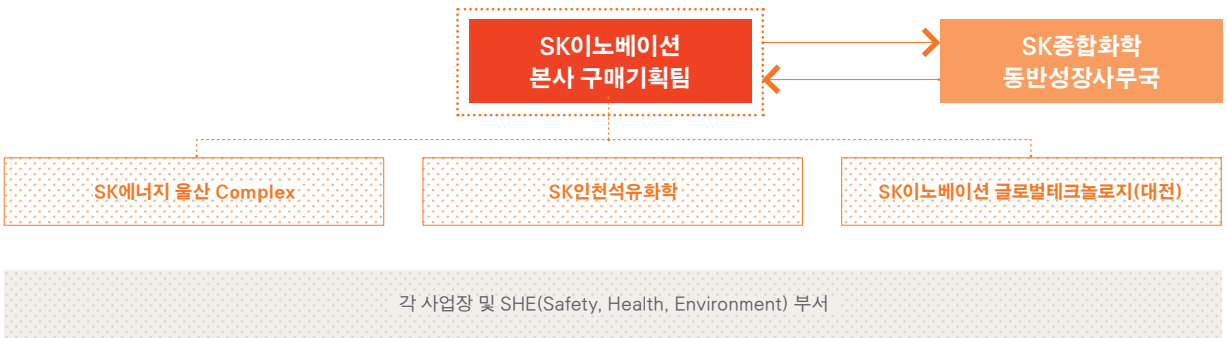 SK이노베이션
본사 구매기획팀
SK종합화학
동반성장사무국
SK에너지 울산 Complex
SK인천석유화학
SK이노베이션 글로벌테크놀로지(대전)
각 사업장 및 SHE(Safety, Health, Environment) 부서